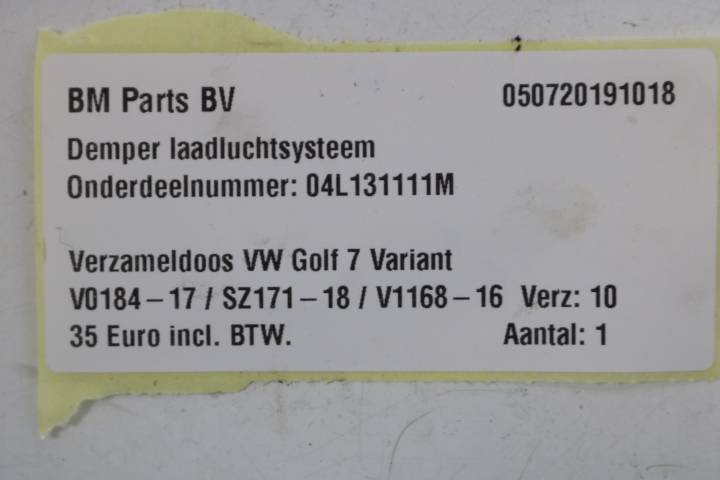 BM Parts BV 050720191018
Demper laadluchtsysteem
Onderdeelnummer: 04L131111M
Verzameldoos VW Golf 7 Variant
V0184-17 / SZ171-18 / V1168-16 Verz: 10
35 Euro incl. BTW. Aantal: 1